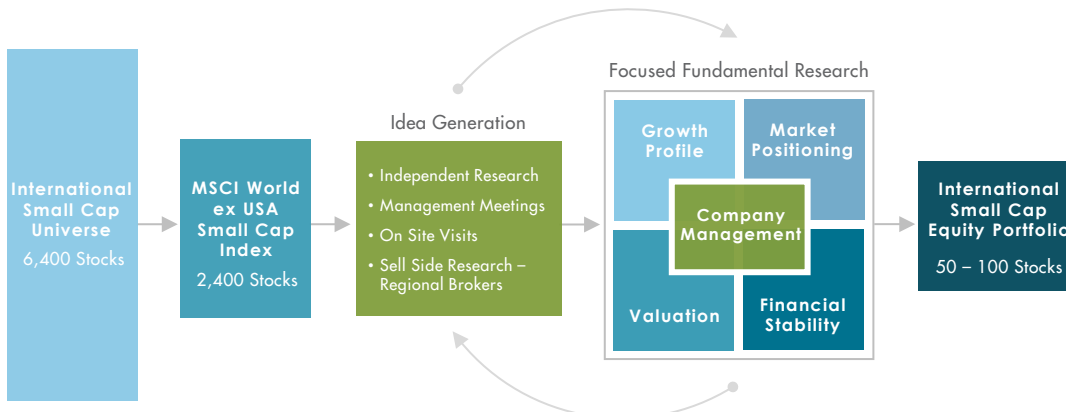 International
Small Cap
Universe
6,400 Stocks
MSCI World
ex USA
Small Cap
Index
2,400 Stocks
Idea Generation
• Independent Research
• Management Meetings
• On Site Visits
• Sell Side Research –
Regional Brokers
Focused Fundamental Research
Growth
Profile
Market
Positioning
Company
Management
Valuation
Financial
Stability
International
Small Cap
Equity Portfolio
50 – 100 Stocks